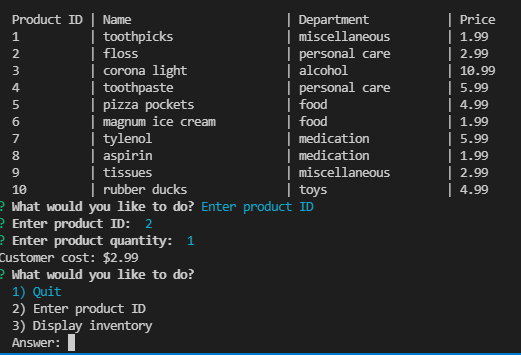 Product ID | Name | Department | Price
1 | toothpicks | miscellaneous | 1.99
2 | floss | personal care | 2.99
3 | corona light | alcohol | 10.99
4 | toothpaste | personal care | 5.99
5 | pizza pockets | food | 4.99
6 | magnum ice cream | food | 1.99
7 | tylenol | medication | 5.99
8 | aspirin | medication | 1.99
9 | tissues | miscellaneous | 2.99
10 | rubber ducks | toys | 4.99
? What would you like to do? Enter product ID
? Enter product ID: 2
? Enter product quantity: 1
Customer cost: $2.99
? What would you like to do?
1) Quit
2) Enter product ID
3) Display inventory
Answer: